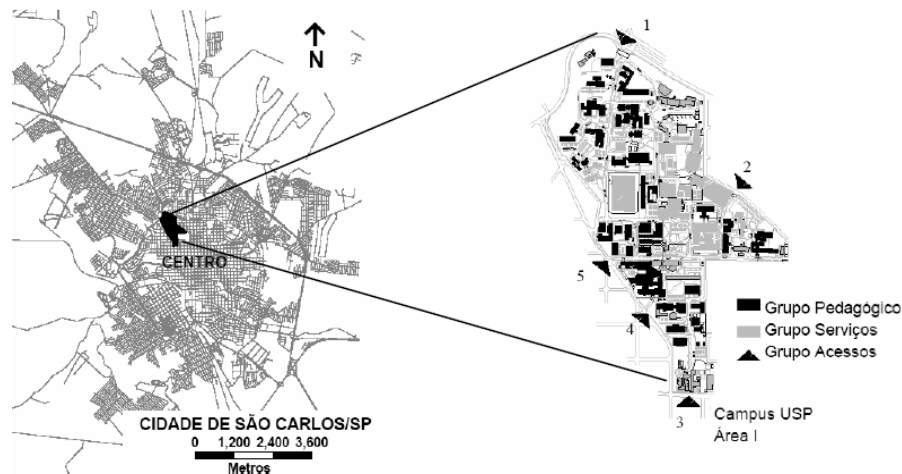 N
CENTRO
CIDADE DE SÃO CARLOS/SP
0 1,200 2,400 3,600
Metros
1
2
5
4
3
Grupo Pedagógico
Grupo Serviços
Grupo Acessos
Campus USP
Área I